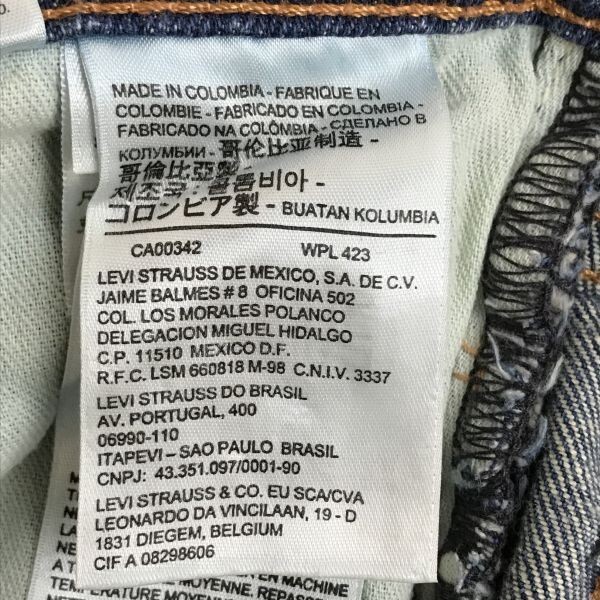 MADE IN COLOMBIA - FABRIQUE EN
COLOMBIE - FABRICADO EN COLOMBIA -
FABRICADO NA COLÔMBIA - СДЕЛАНО В
КОЛУМБИИ - 哥伦比亚制造 -
哥倫比亞製 -
제조국: 콜롬비아 -
コロンビア製 - BUATAN KOLUMBIA
CA00342 WPL 423
LEVI STRAUSS DE MEXICO, S.A. DE C.V.
JAIME BALMES # 8 OFICINA 502
COL. LOS MORALES POLANCO
DELEGACION MIGUEL HIDALGO
C.P. 11510 MEXICO D.F.
R.F.C. LSM 660818 M-98 C.N.I.V. 3337
LEVI STRAUSS DO BRASIL
AV. PORTUGAL, 400
06990-110
ITAPEVI – SAO PAULO BRASIL
CNPJ: 43.351.097/0001-90
LEVI STRAUSS & CO. EU SCA/CVA
LEONARDO DA VINCILAAN, 19 - D
1831 DIEGEM, BELGIUM
CIF A 08298606
EN MACHINE
A TEMPERATURE MOYENNE. REPASSER